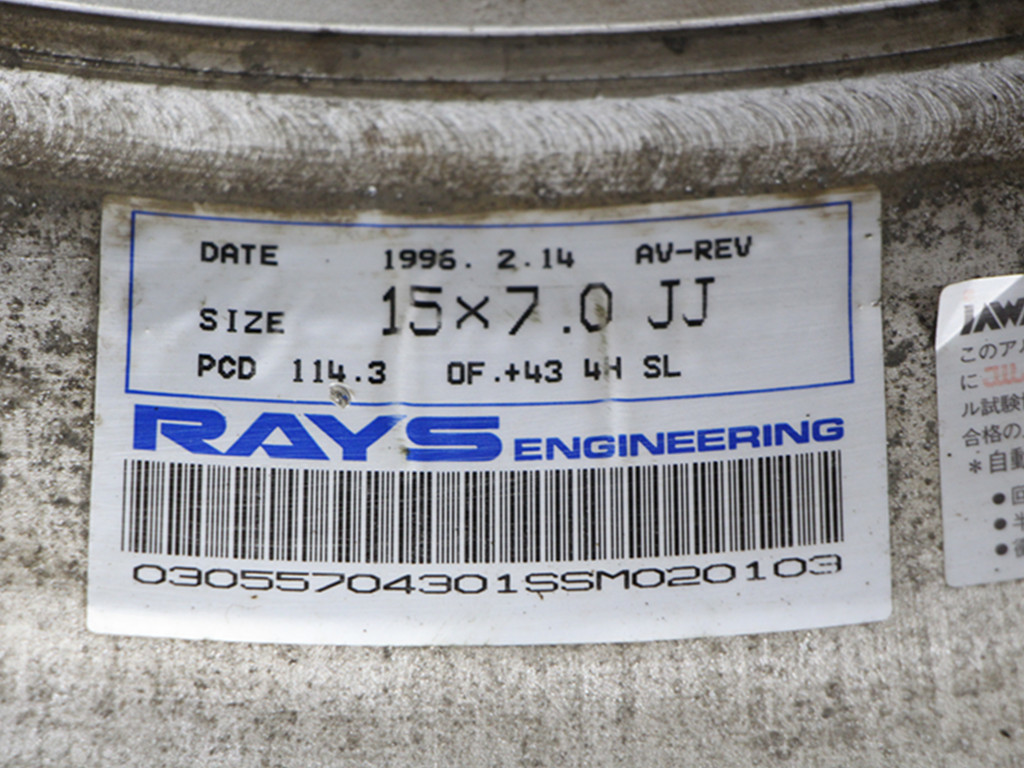 DATE 1996. 2.14 AV-REV
SIZE 15×7.0 JJ
PCD 114.3 OF.+43 4H SL
RAYS ENGINEERING
03055704301SSM020103
このア
に
ル試験
合格の
*自動
●
●
●